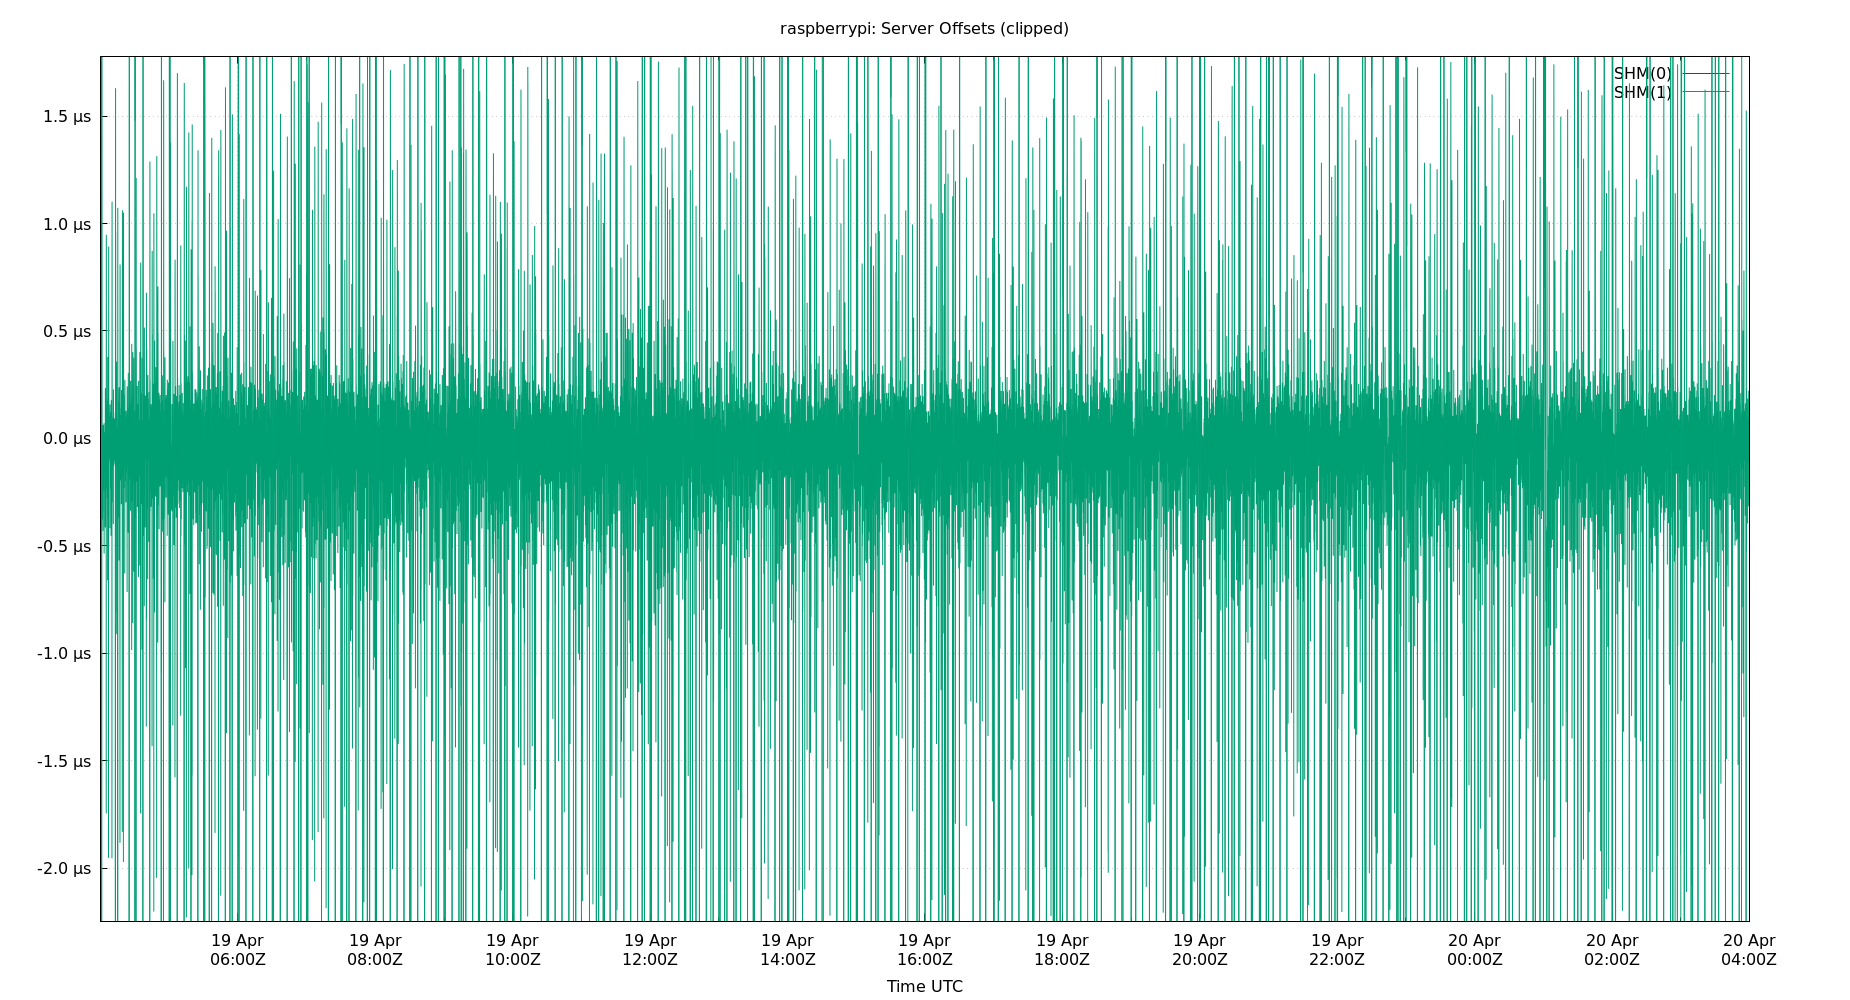 raspberrypi: Server Offsets (clipped)
SHM(0)
SHM(1)
1.5 µs
1.0 µs
0.5 µs
0.0 µs
-0.5 µs
-1.0 µs
-1.5 µs
-2.0 µs
19 Apr 19 Apr 19 Apr 19 Apr 19 Apr 19 Apr 19 Apr 19 Apr 19 Apr 20 Apr 20 Apr 20 Apr
06:00Z 08:00Z 10:00Z 12:00Z 14:00Z 16:00Z 18:00Z 20:00Z 22:00Z 00:00Z 02:00Z 04:00Z
Time UTC